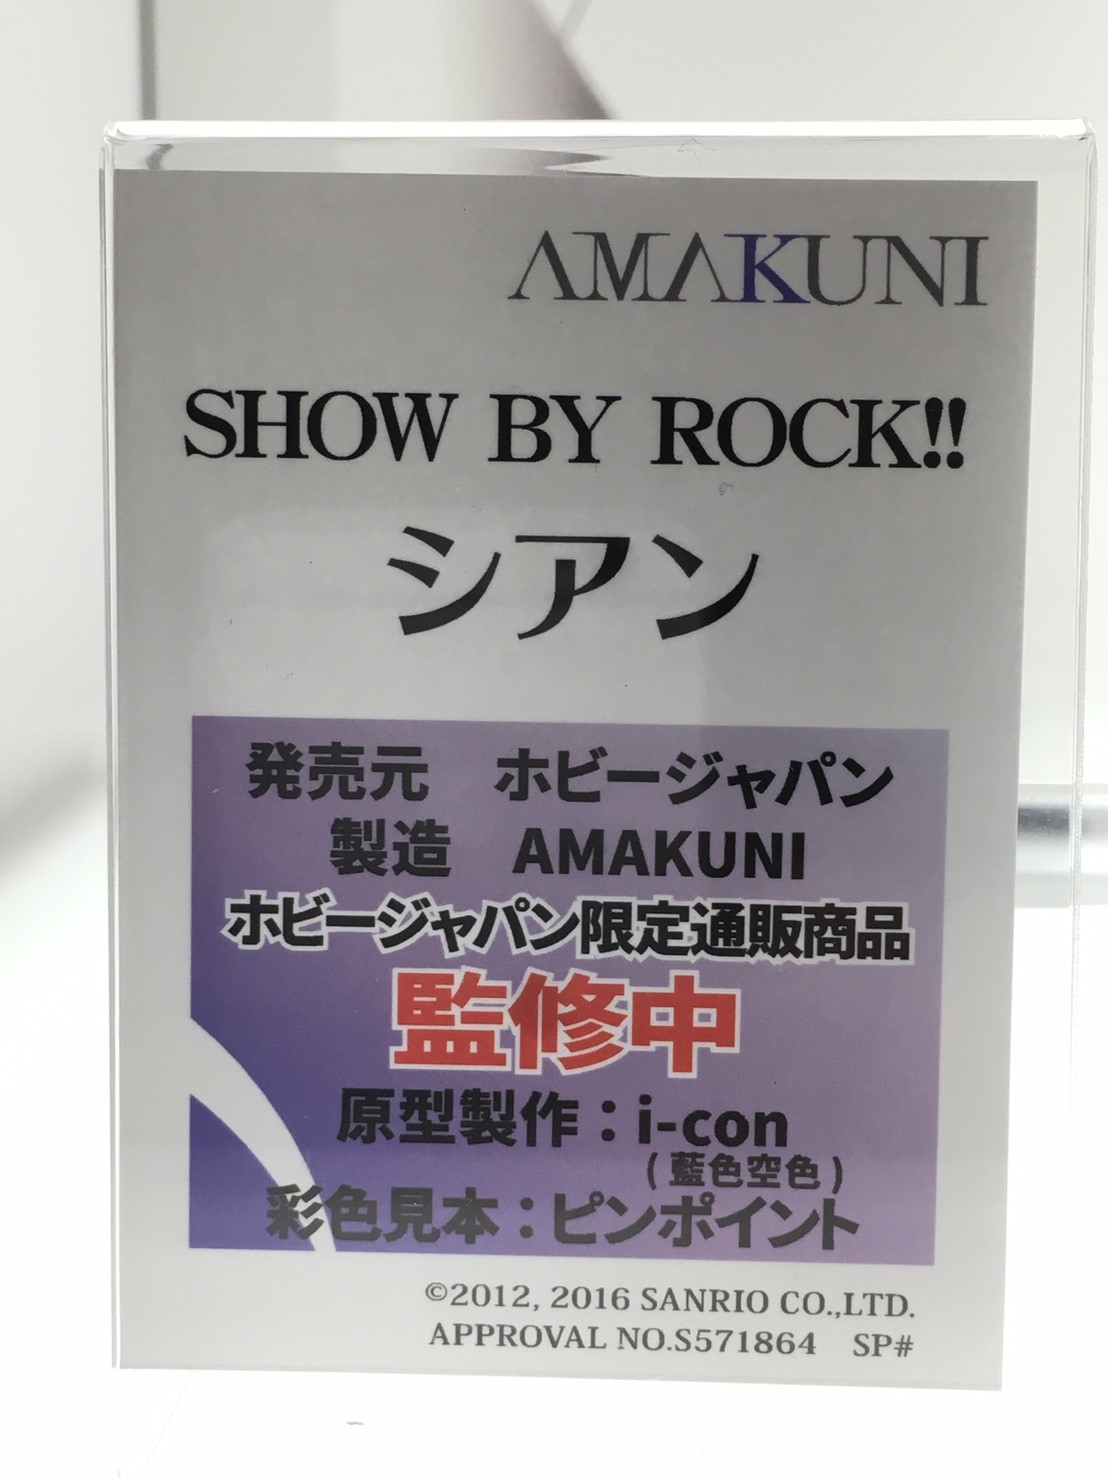 AMAKUNI
SHOW BY ROCK!!
シアン
発売元　ホビージャパン
製造　AMAKUNI
ホビージャパン限定通販商品
監修中
原型製作：i-con
(藍色空色)
彩色見本：ピンポイント
©2012, 2016 SANRIO CO.,LTD.
APPROVAL NO.S571864　SP#